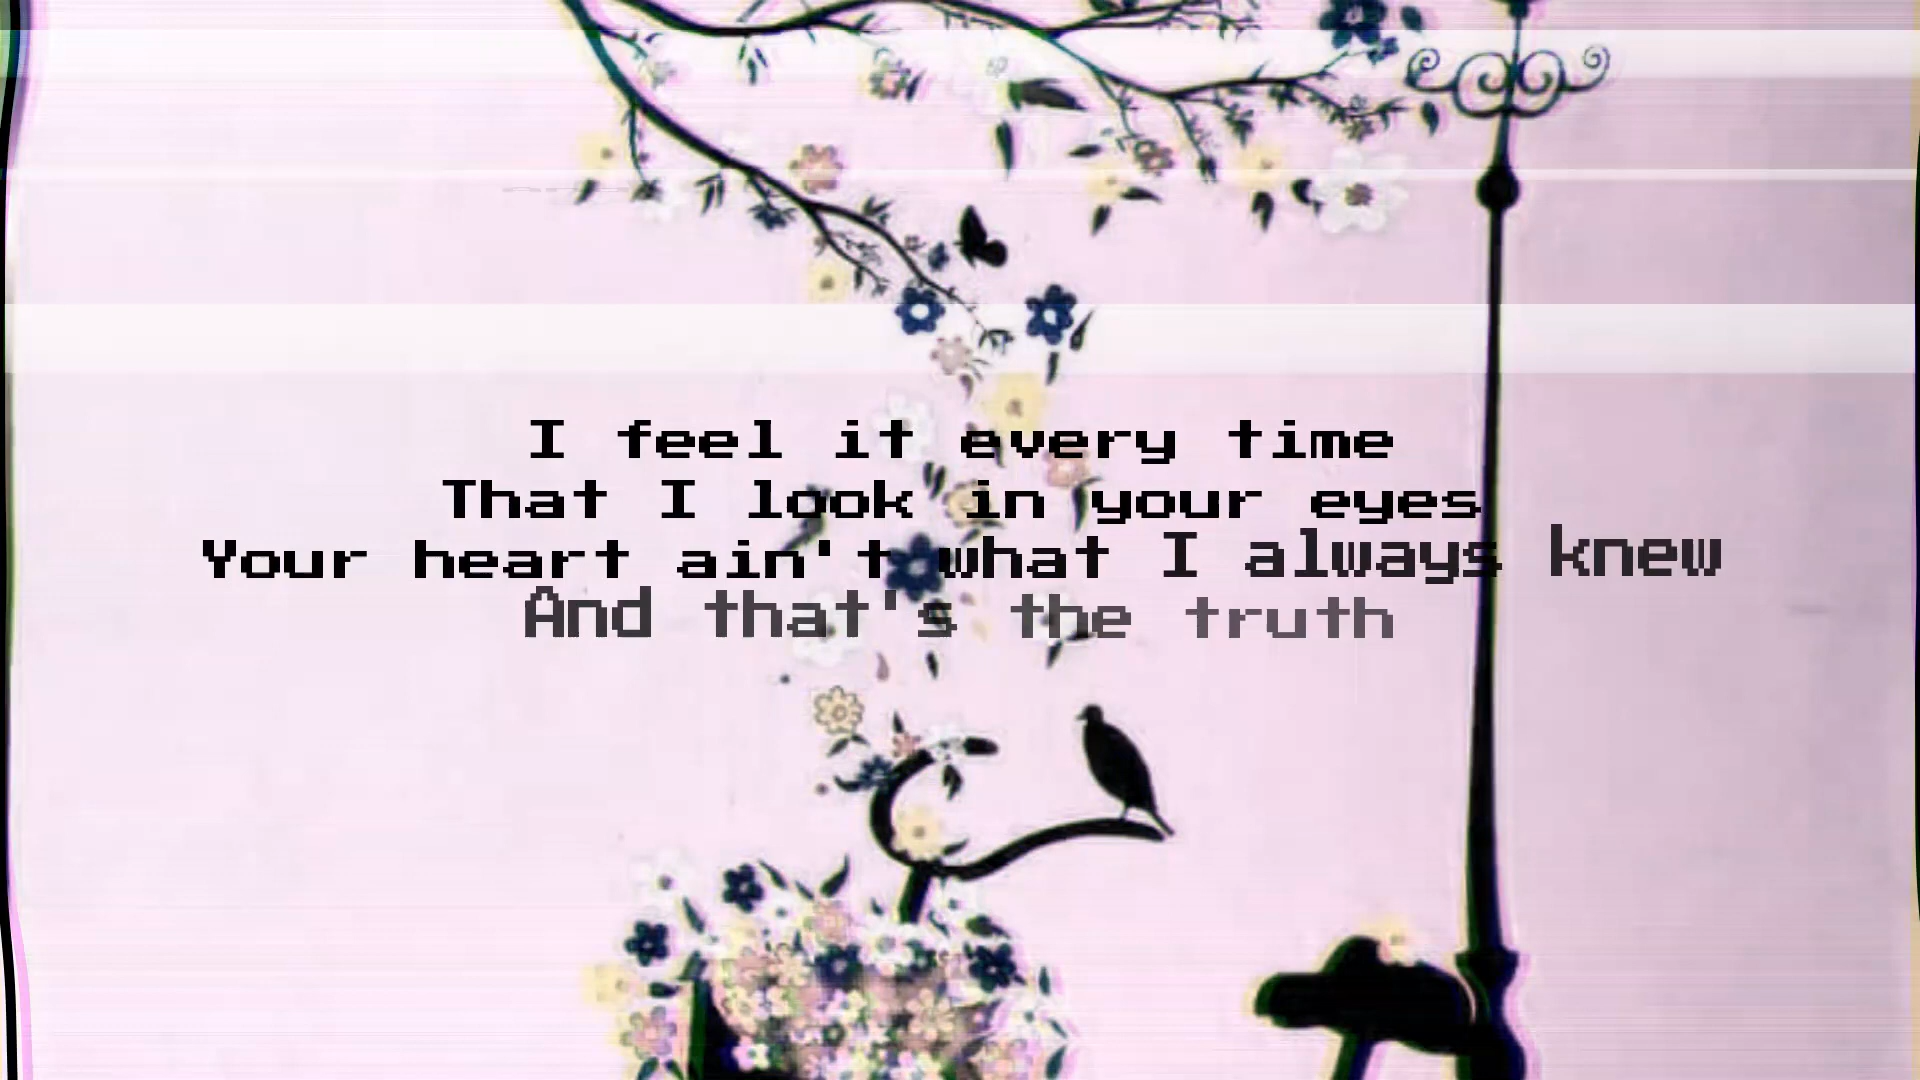 I feel it every time
That I look in your eyes
Your heart ain't what I always knew
And that's the truth